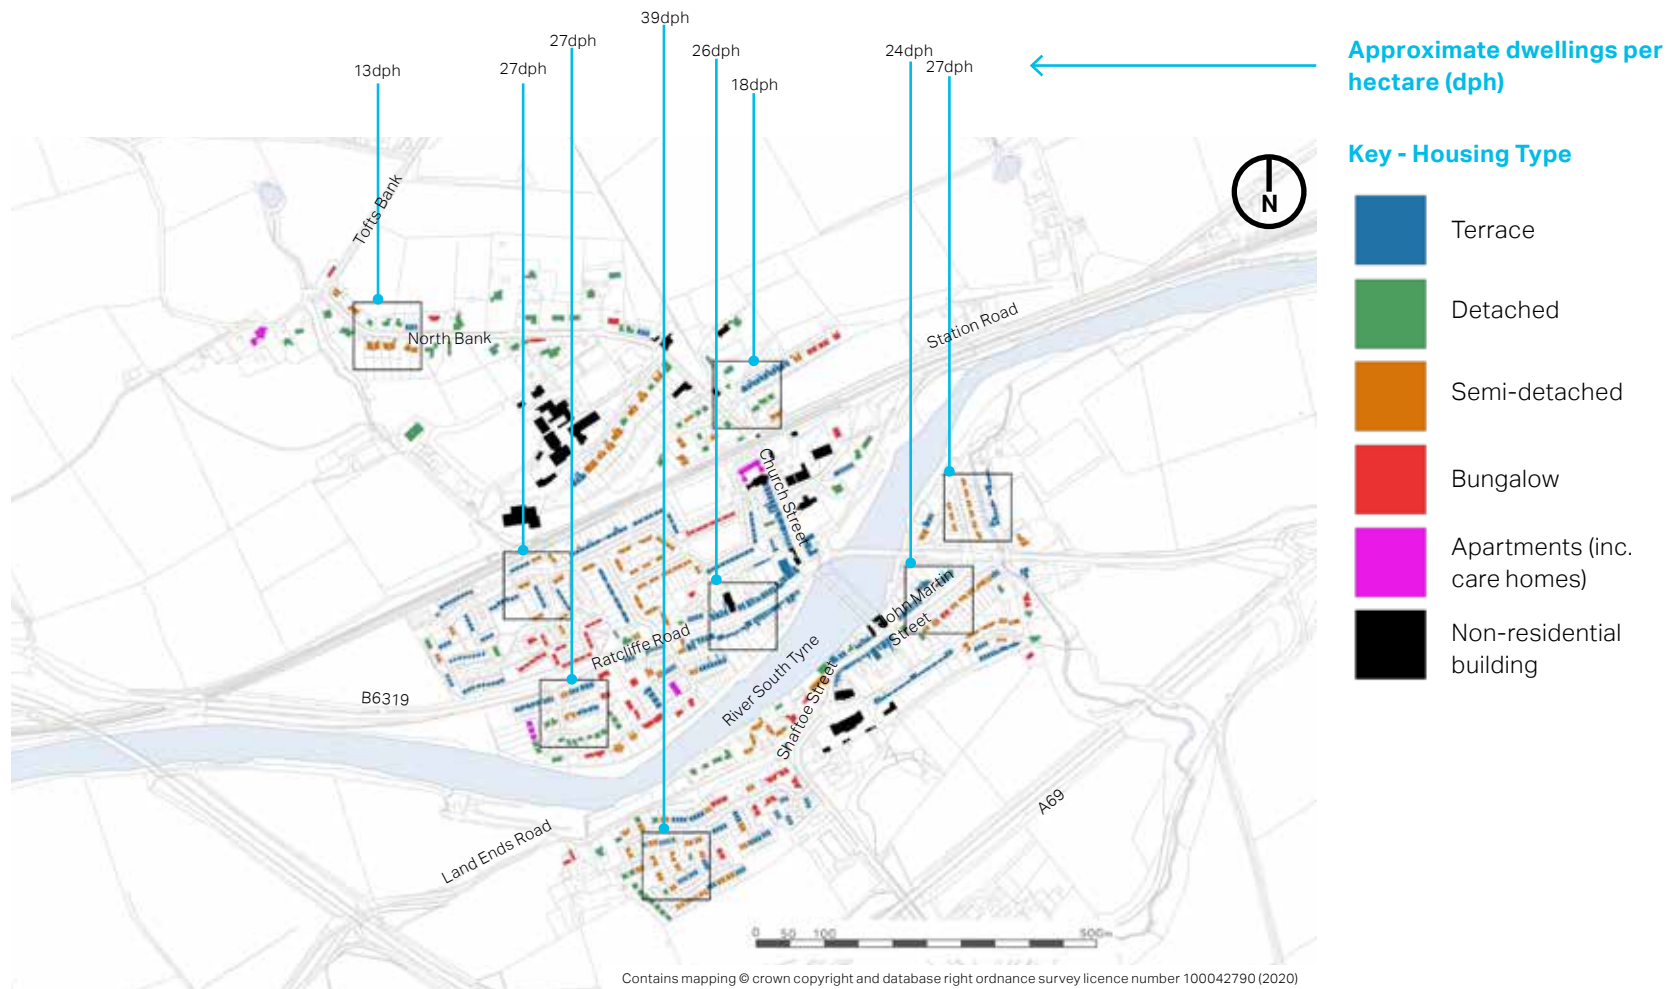 39dph
27dph
26dph
24dph
27dph
13dph
27dph
18dph
Approximate dwellings per
hectare (dph)
Key - Housing Type
Terrace
Detached
Semi-detached
Bungalow
Apartments (inc.
care homes)
Non-residential
building
N
Tofts Bank
North Bank
Station Road
Church Street
John Martin
Street
Ratcliffe Road
River South Tyne
Shaftoe Street
B6319
A69
Land Ends Road
0 50 100 500m
Contains mapping © crown copyright and database right ordnance survey licence number 100042790 (2020)